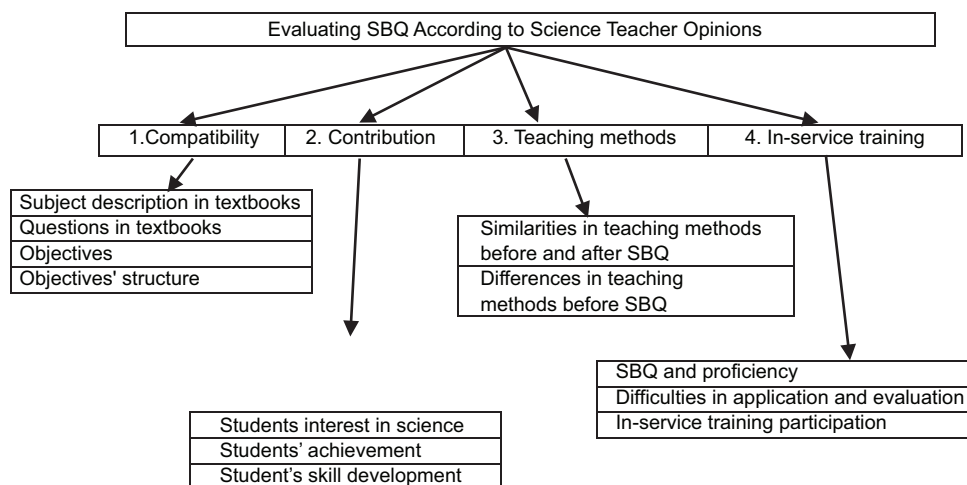 Evaluating SBQ According to Science Teacher Opinions
1.Compatibility
2. Contribution
3. Teaching methods
4. In-service training
Subject description in textbooks
Questions in textbooks
Objectives
Objectives' structure
Similarities in teaching methods
before and after SBQ
Differences in teaching
methods before SBQ
SBQ and proficiency
Difficulties in application and evaluation
In-service training participation
Students interest in science
Students’ achievement
Student’s skill development